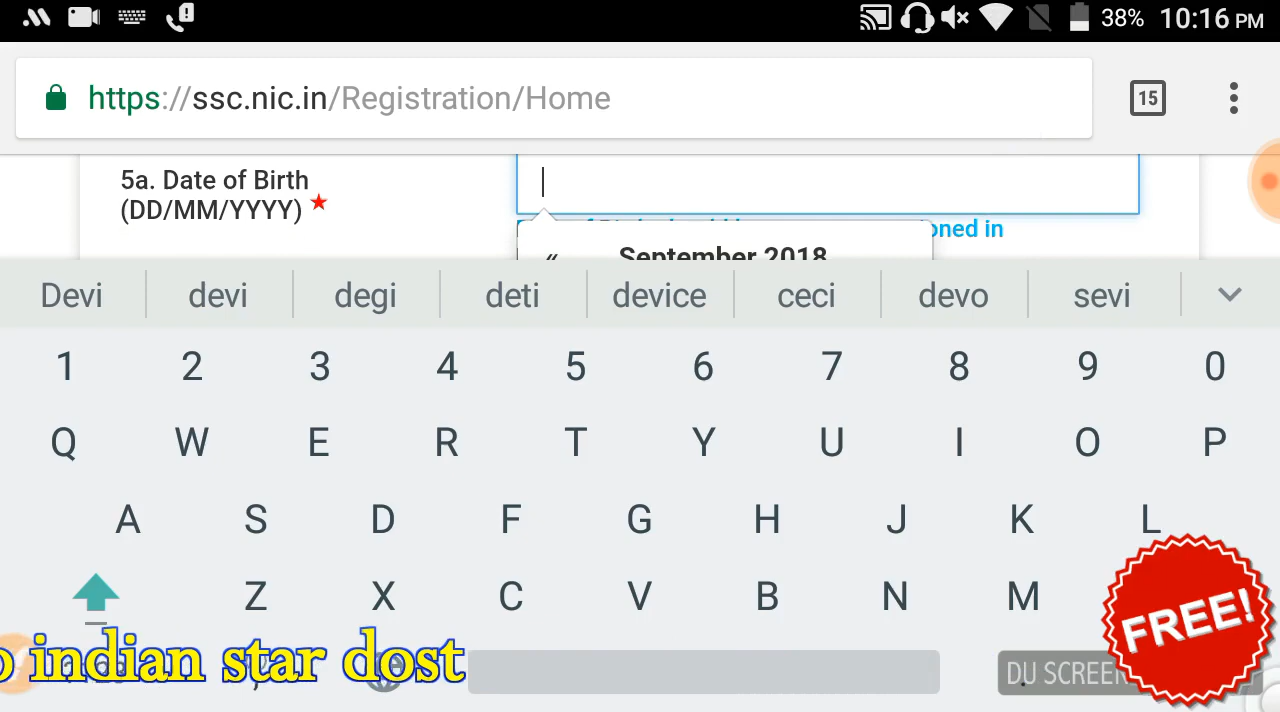 38% 10:16 PM
https://ssc.nic.in/Registration/Home
15
5a. Date of Birth
(DD/MM/YYYY) ★
oned in
« September 2018
Devi devi degi deti device ceci devo sevi
1 2 3 4 5 6 7 8 9 0
Q W E R T Y U I O P
A S D F G H J K L
Z X C V B N M
FREE!
indian star dost
DU SCREE